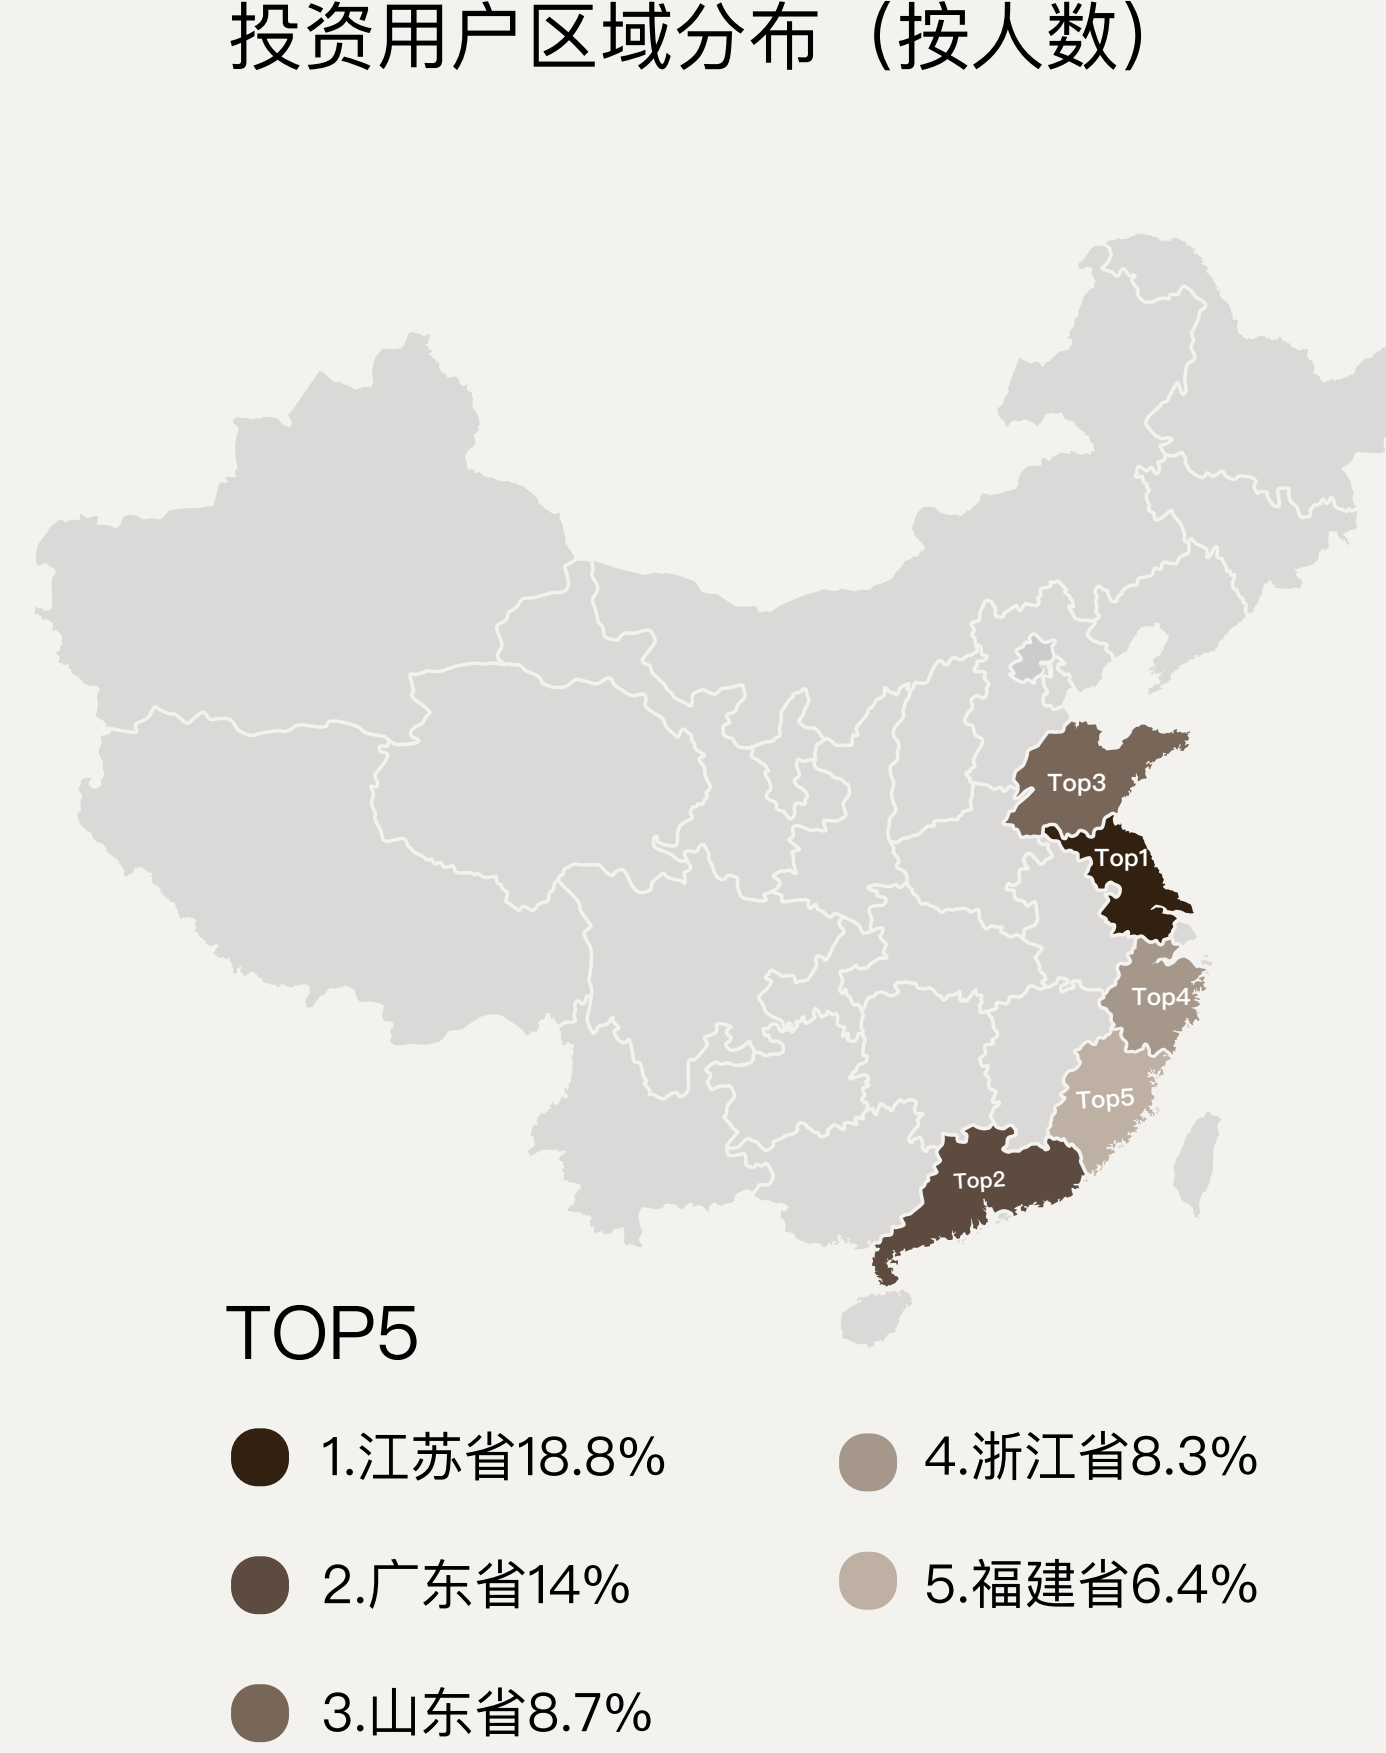 投资用户区域分布（按人数）
Top3
Top1
Top4
Top5
Top2
TOP5
1.江苏省18.8%
4.浙江省8.3%
2.广东省14%
5.福建省6.4%
3.山东省8.7%